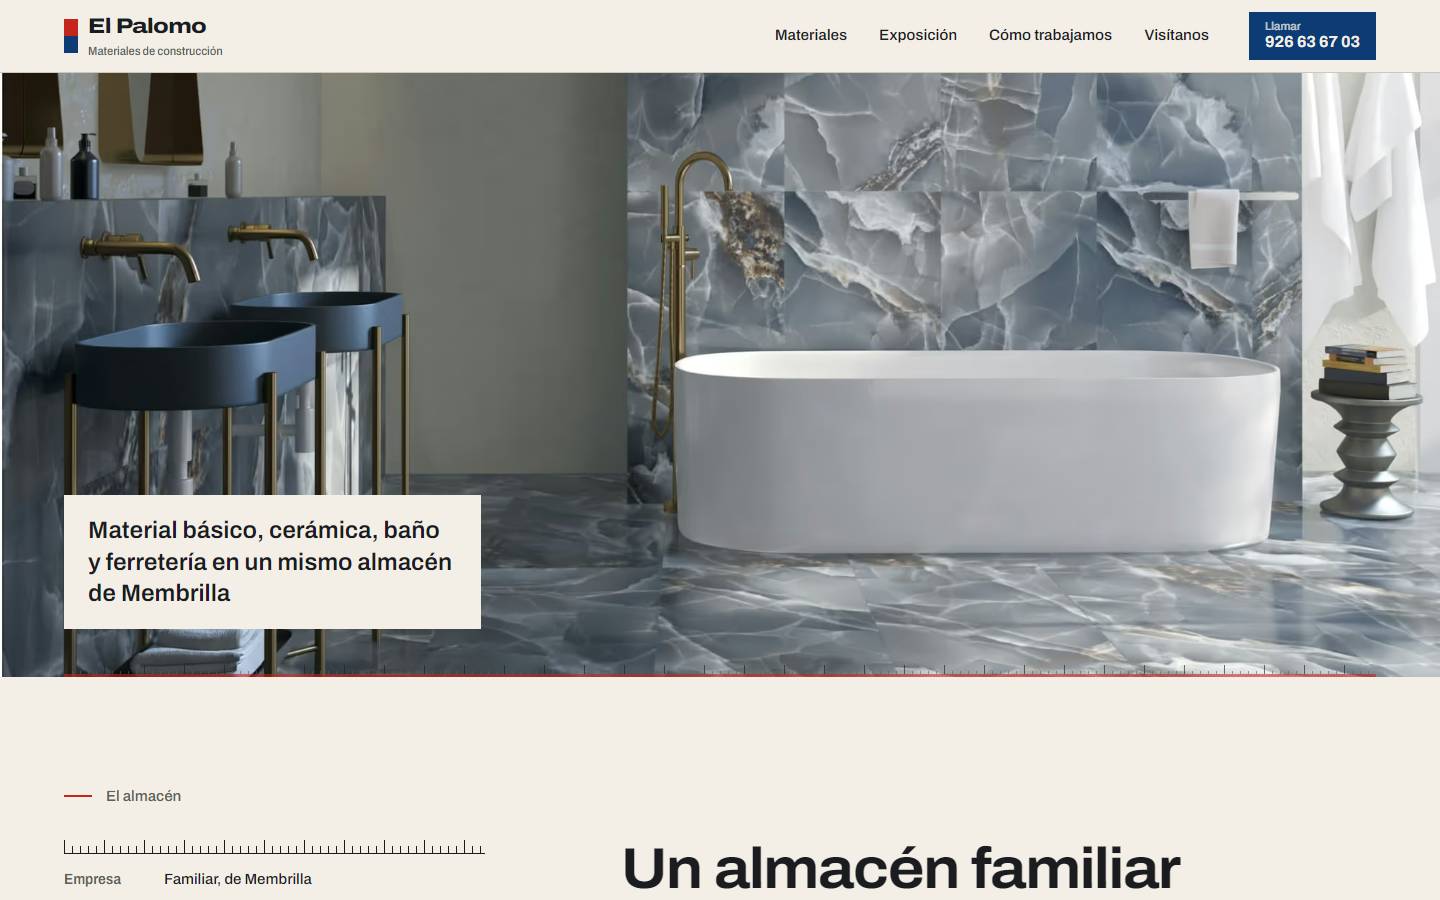 El Palomo
Materiales de construcción
Materiales
Exposición
Cómo trabajamos
Visítanos
Llamar
926 63 67 03
Material básico, cerámica, baño
y ferretería en un mismo almacén
de Membrilla
El almacén
Empresa
Familiar, de Membrilla
Un almacén familiar